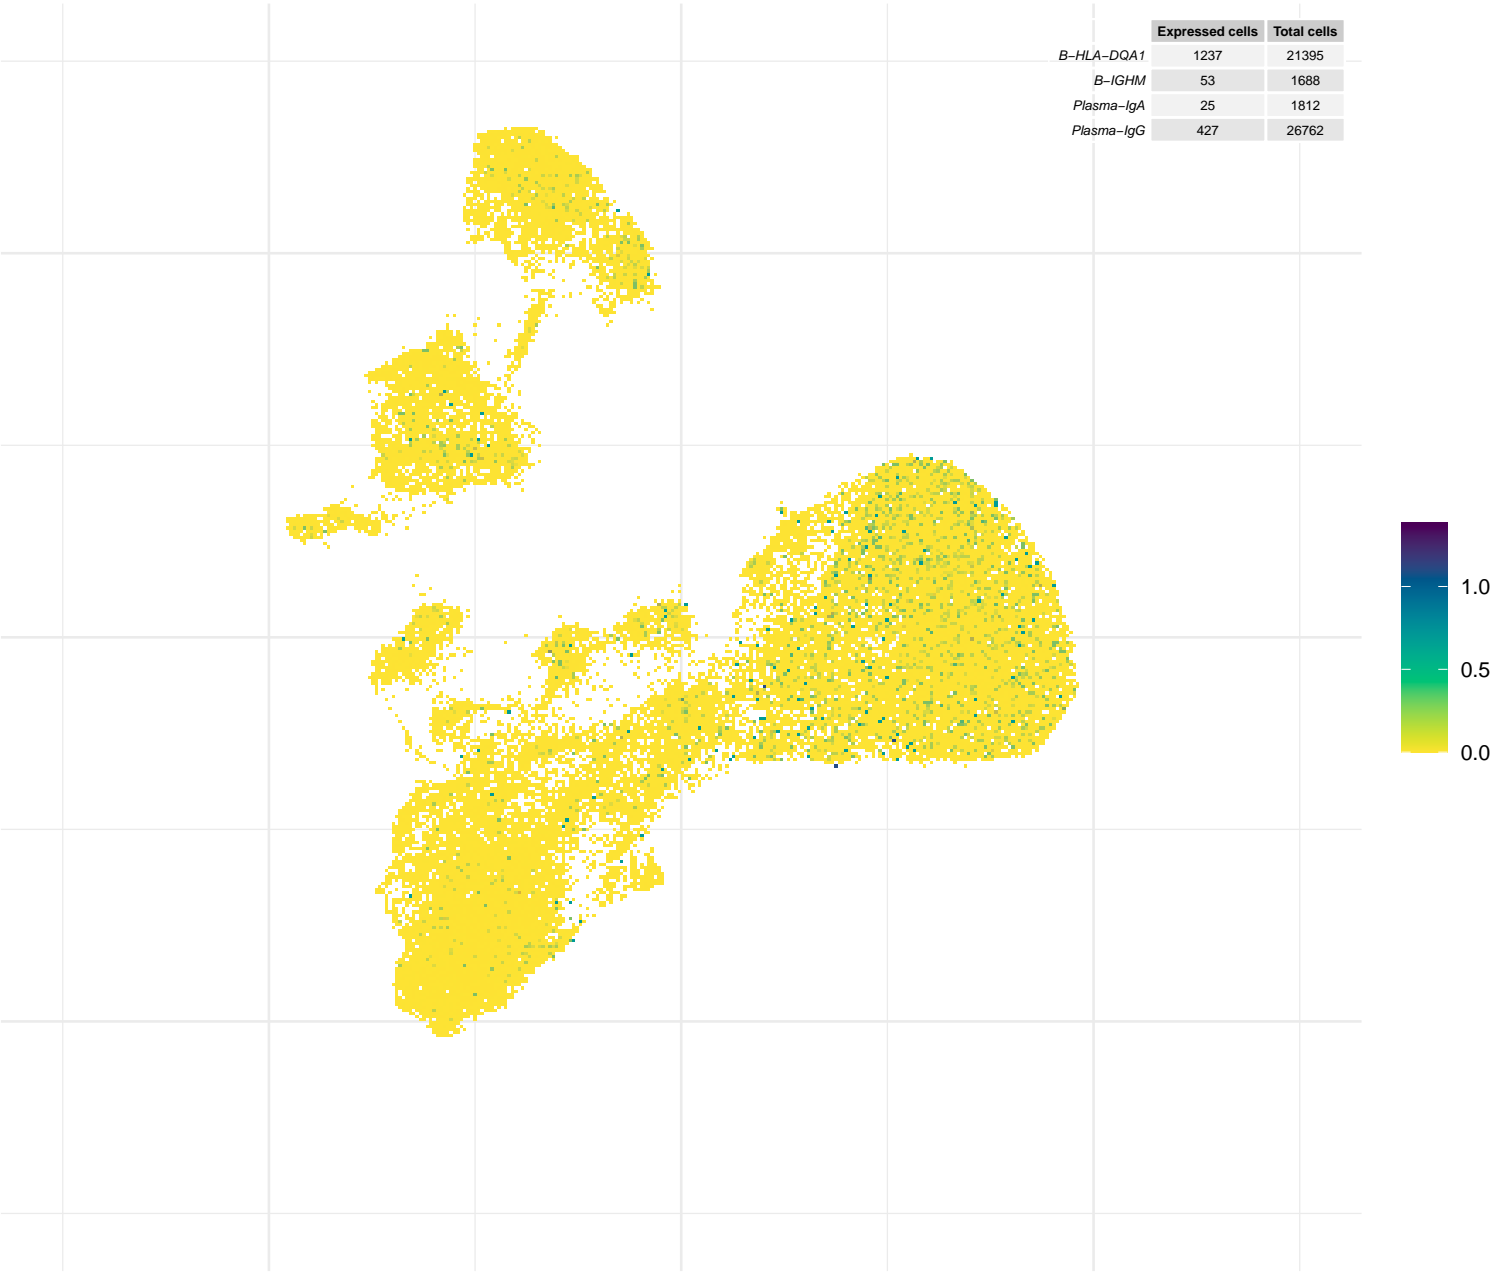 Expressed cells Total cells
B−HLA−DQA1 1237 21395
B−IGHM 53 1688
Plasma−IgA 25 1812
Plasma−IgG 427 26762
1.0
0.5
0.0